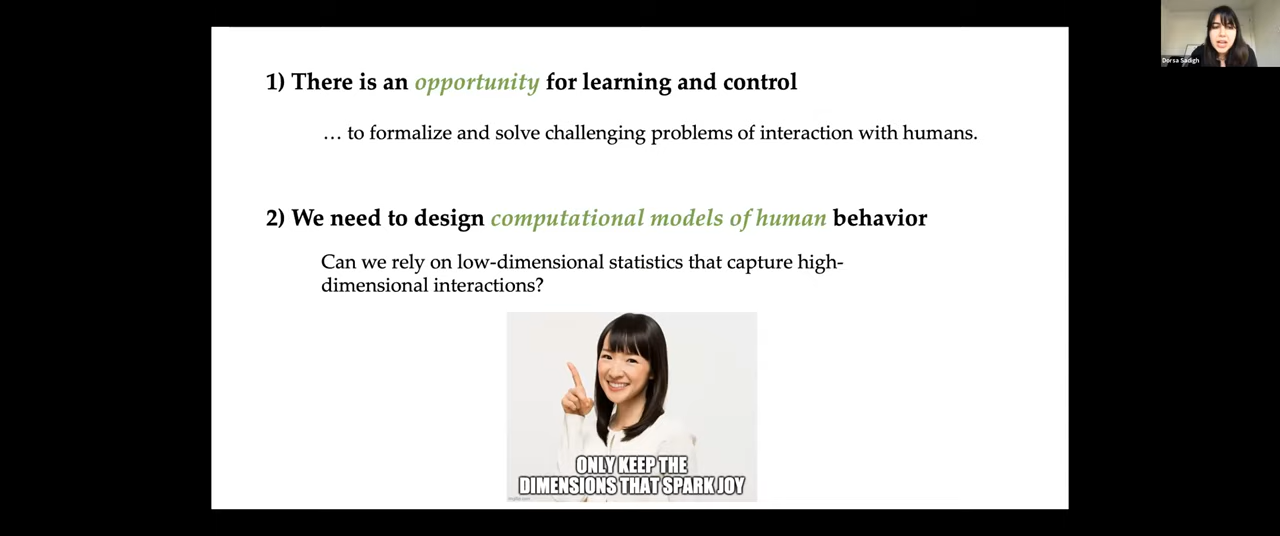 1) There is an opportunity for learning and control
… to formalize and solve challenging problems of interaction with humans.
2) We need to design computational models of human behavior
Can we rely on low-dimensional statistics that capture high-
dimensional interactions?
ONLY KEEP THE
DIMENSIONS THAT SPARK JOY
imgflip.com
Dorsa Sadigh